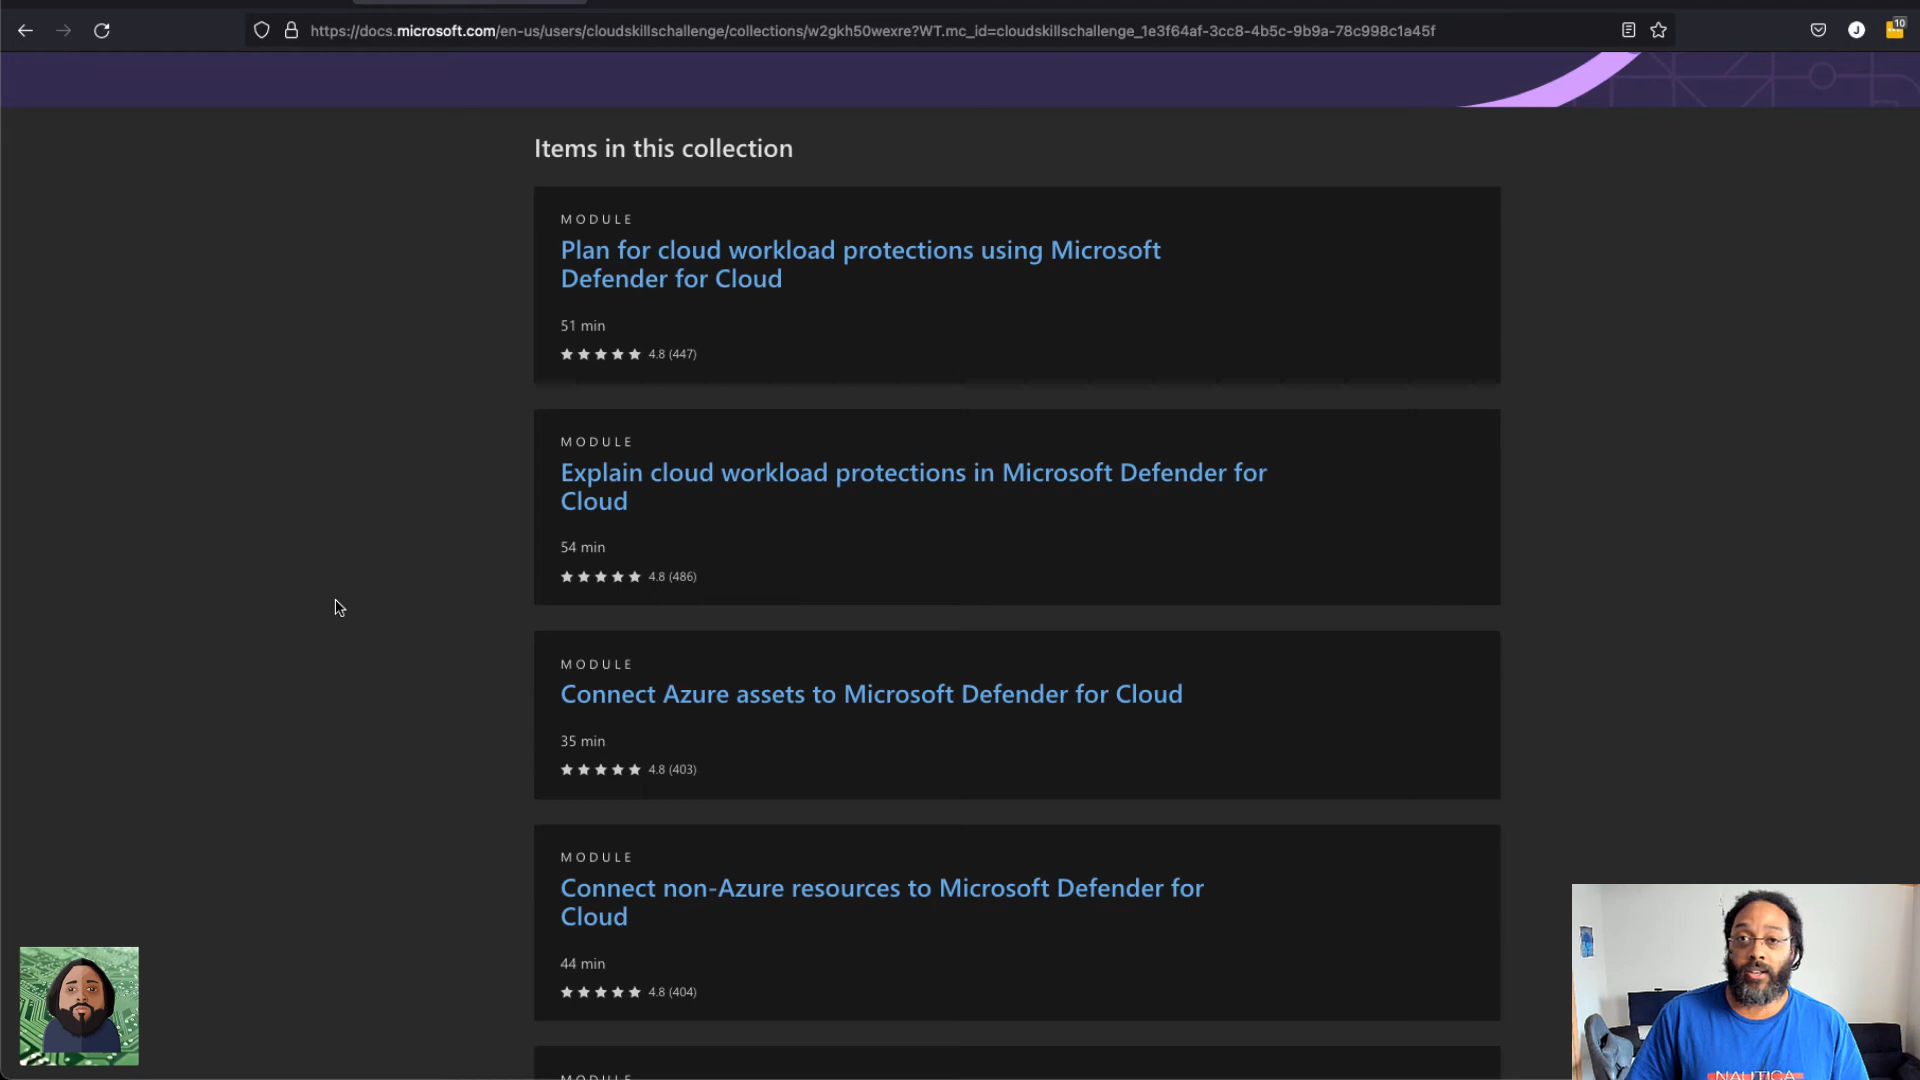 https://docs.microsoft.com/en-us/users/cloudskillschallenge/collections/w2gkh50wexre?WT.mc_id=cloudskillschallenge_1e3f64af-3cc8-4b5c-9b9a-78c998c1a45f
J
10
Items in this collection
MODULE
Plan for cloud workload protections using Microsoft
Defender for Cloud
51 min
4.8 (447)
MODULE
Explain cloud workload protections in Microsoft Defender for
Cloud
54 min
4.8 (486)
MODULE
Connect Azure assets to Microsoft Defender for Cloud
35 min
4.8 (403)
MODULE
Connect non-Azure resources to Microsoft Defender for
Cloud
44 min
4.8 (404)
MODULE
NAUTICA